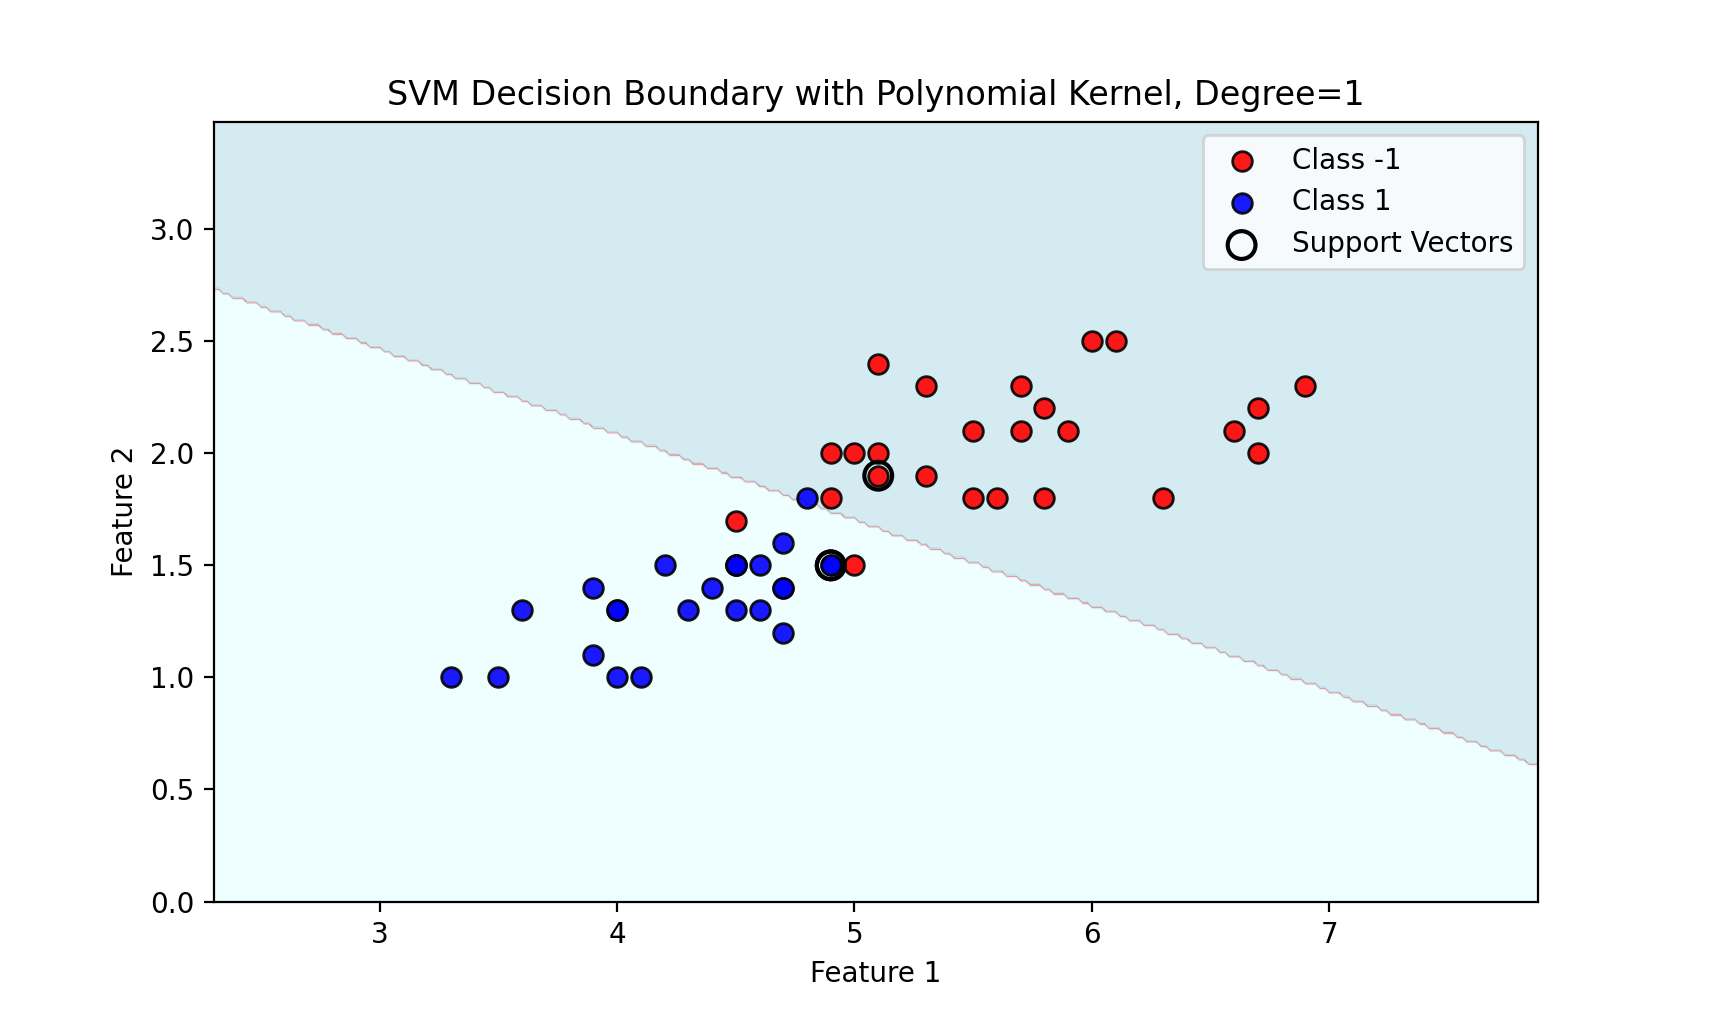 SVM Decision Boundary with Polynomial Kernel, Degree=1
Class -1
Class 1
Support Vectors
3.0
2.5
2.0
1.5
1.0
0.5
0.0
Feature 2
3 4 5 6 7
Feature 1